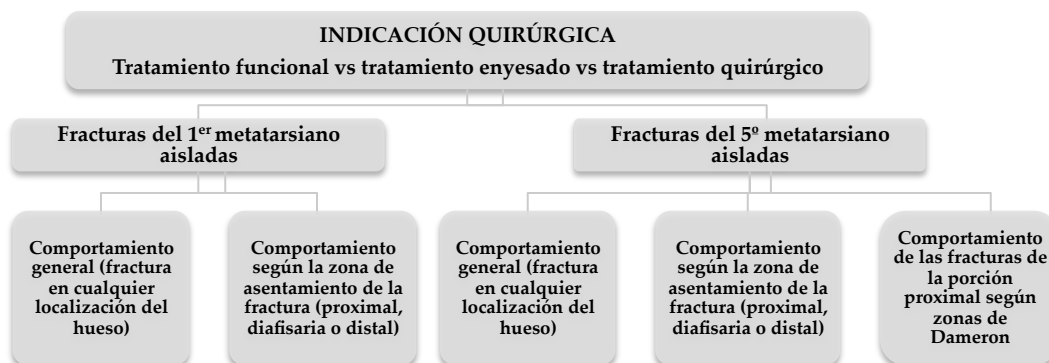 INDICACIÓN QUIRÚRGICA
Tratamiento funcional vs tratamiento enyesado vs tratamiento quirúrgico
Fracturas del 1er metatarsiano
aisladas
Fracturas del 5º metatarsiano
aisladas
Comportamiento
general (fractura
en cualquier
localización del
hueso)
Comportamiento
según la zona de
asentamiento de la
fractura (proximal,
diafisaria o distal)
Comportamiento
general (fractura
en cualquier
localización del
hueso)
Comportamiento
según la zona de
asentamiento de la
fractura (proximal,
diafisaria o distal)
Comportamiento
de las fracturas de
la porción
proximal según
zonas de
Dameron